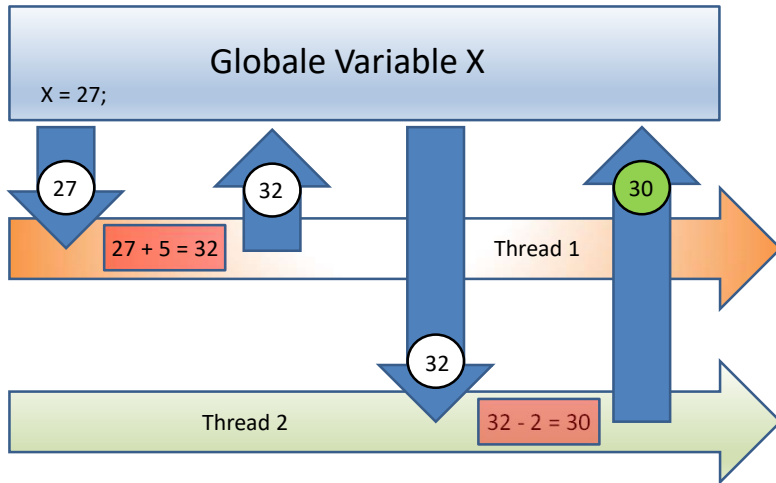 Globale Variable X
X = 27;
27
32
27 + 5 = 32
Thread 1
30
32
Thread 2
32 - 2 = 30